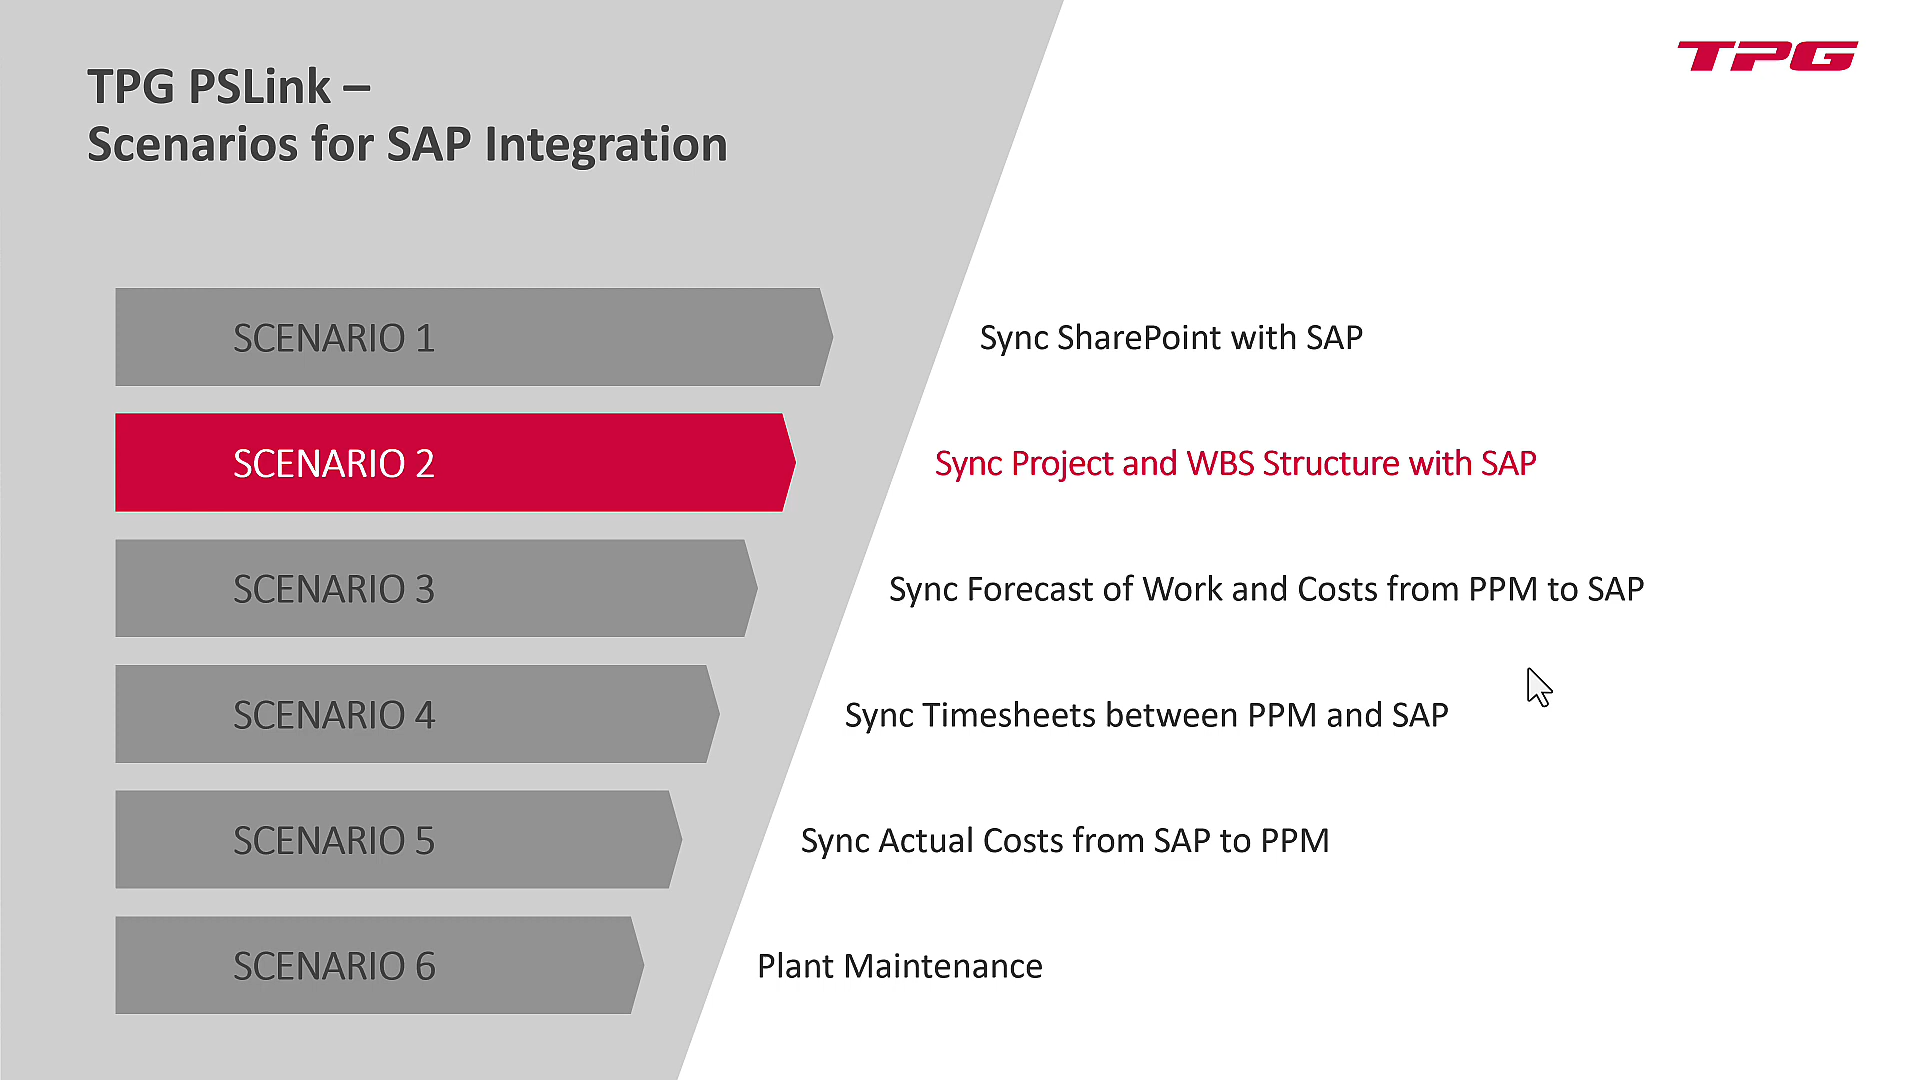 TPG PSLink –
Scenarios for SAP Integration
TPG
SCENARIO 1
Sync SharePoint with SAP
SCENARIO 2
Sync Project and WBS Structure with SAP
SCENARIO 3
Sync Forecast of Work and Costs from PPM to SAP
SCENARIO 4
Sync Timesheets between PPM and SAP
SCENARIO 5
Sync Actual Costs from SAP to PPM
SCENARIO 6
Plant Maintenance